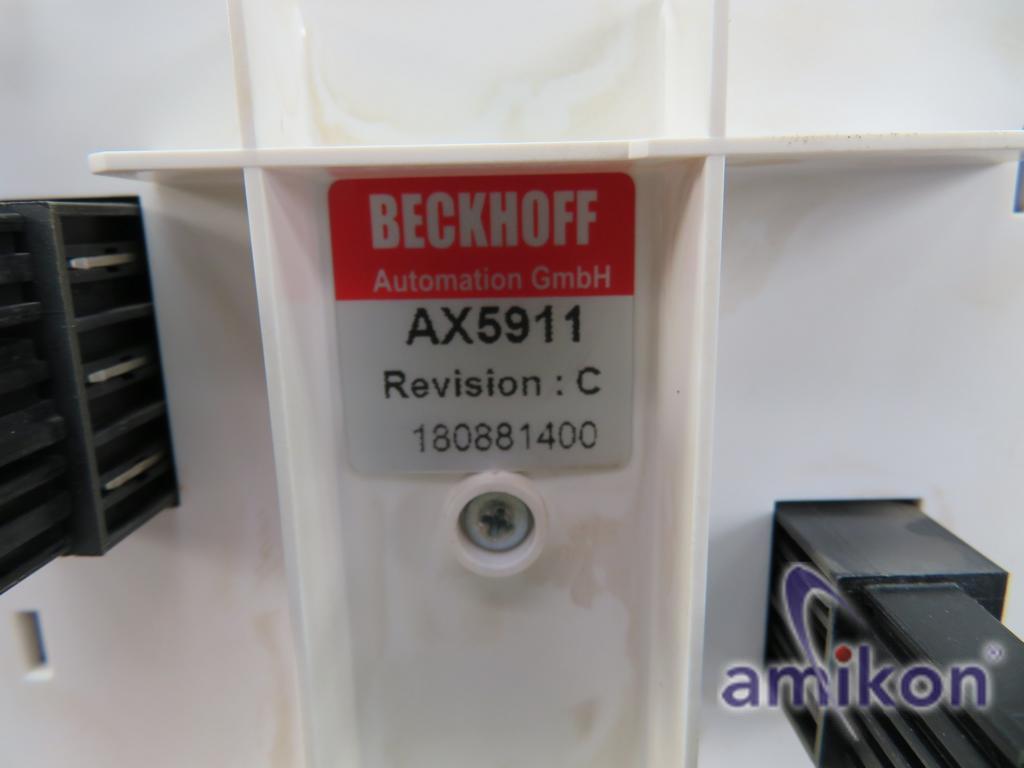 BECKHOFF
Automation GmbH
AX5911
Revision : C
180881400
amikon®